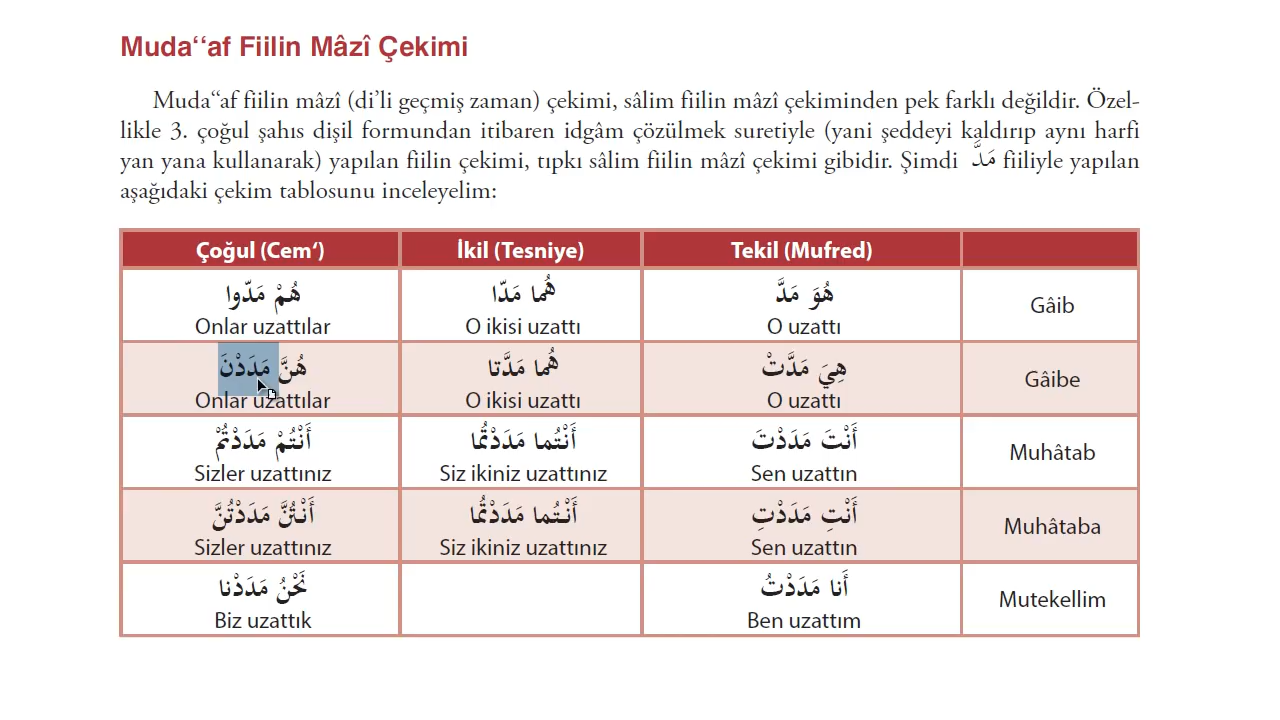 Muda“af Fiilin Mâzî Çekimi
Muda“af fiilin mâzî (di’li geçmiş zaman) çekimi, sâlim fiilin mâzî çekiminden pek farklı değildir. Özel-
likle 3. çoğul şahıs dişil formundan itibaren idgâm çözülmek suretiyle (yani şeddeyi kaldırıp aynı harfi
yan yana kullanarak) yapılan fiilin çekimi, tıpkı sâlim fiilin mâzî çekimi gibidir. Şimdi مَدَّ fiiliyle yapılan
aşağıdaki çekim tablosunu inceleyelim:
Çoğul (Cem‘) İkil (Tesniye) Tekil (Mufred)
هُمْ مَدّوا هُما مَدّا هُوَ مَدَّ
Onlar uzattılar O ikisi uzattı O uzattı Gâib
هُنَّ مَدَدْنَ هُما مَدَّتا هِيَ مَدَّتْ
Onlar uzattılar O ikisi uzattı O uzattı Gâibe
أَنْتُمْ مَدَدْتُمْ أَنْتُما مَدَدْتُما أَنْتَ مَدَدْتَ
Sizler uzattınız Siz ikiniz uzattınız Sen uzattın Muhâtab
أَنْتُنَّ مَدَدْتُنَّ أَنْتُما مَدَدْتُما أَنْتِ مَدَدْتِ
Sizler uzattınız Siz ikiniz uzattınız Sen uzattın Muhâtaba
نَحْنُ مَدَدْنا أَنا مَدَدْتُ
Biz uzattık Ben uzattım Mutekellim